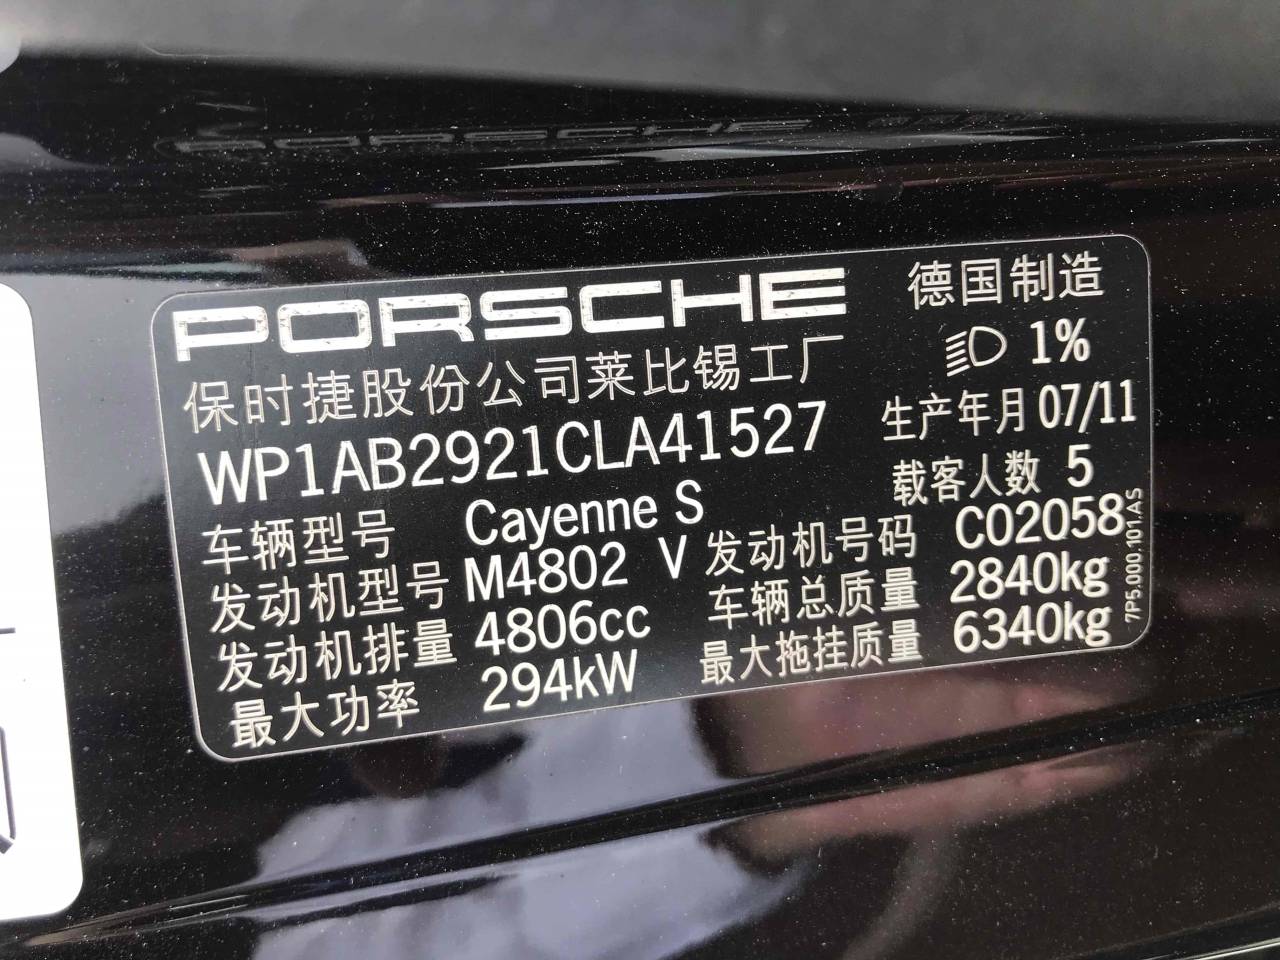 PORSCHE 德国制造
保时捷股份公司莱比锡工厂 1%
WP1AB2921CLA41527 生产年月 07/11
车辆型号 Cayenne S 载客人数 5
发动机型号 M4802 V 发动机号码 C02058
发动机排量 4806cc 车辆总质量 2840kg
最大功率 294kW 最大拖挂质量 6340kg
7P5.000.101.AS